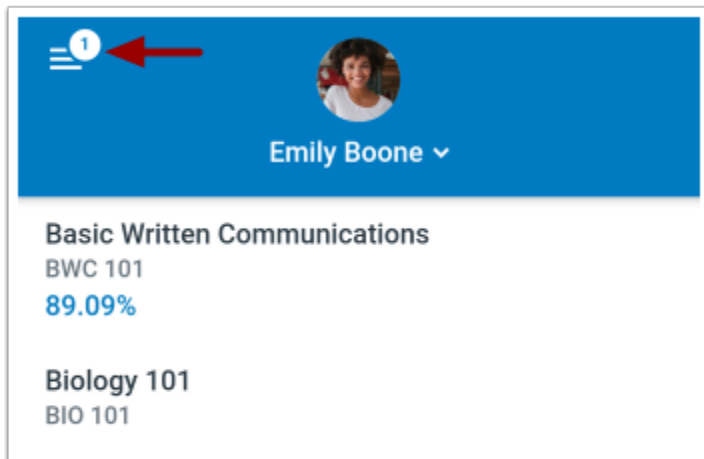 1
Emily Boone
Basic Written Communications
BWC 101
89.09%
Biology 101
BIO 101